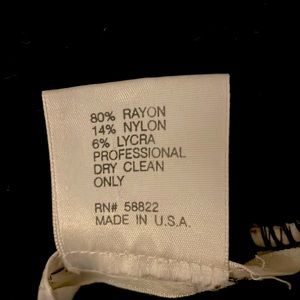 80% RAYON
14% NYLON
6% LYCRA
PROFESSIONAL
DRY CLEAN
ONLY
RN# 58822
MADE IN U.S.A.